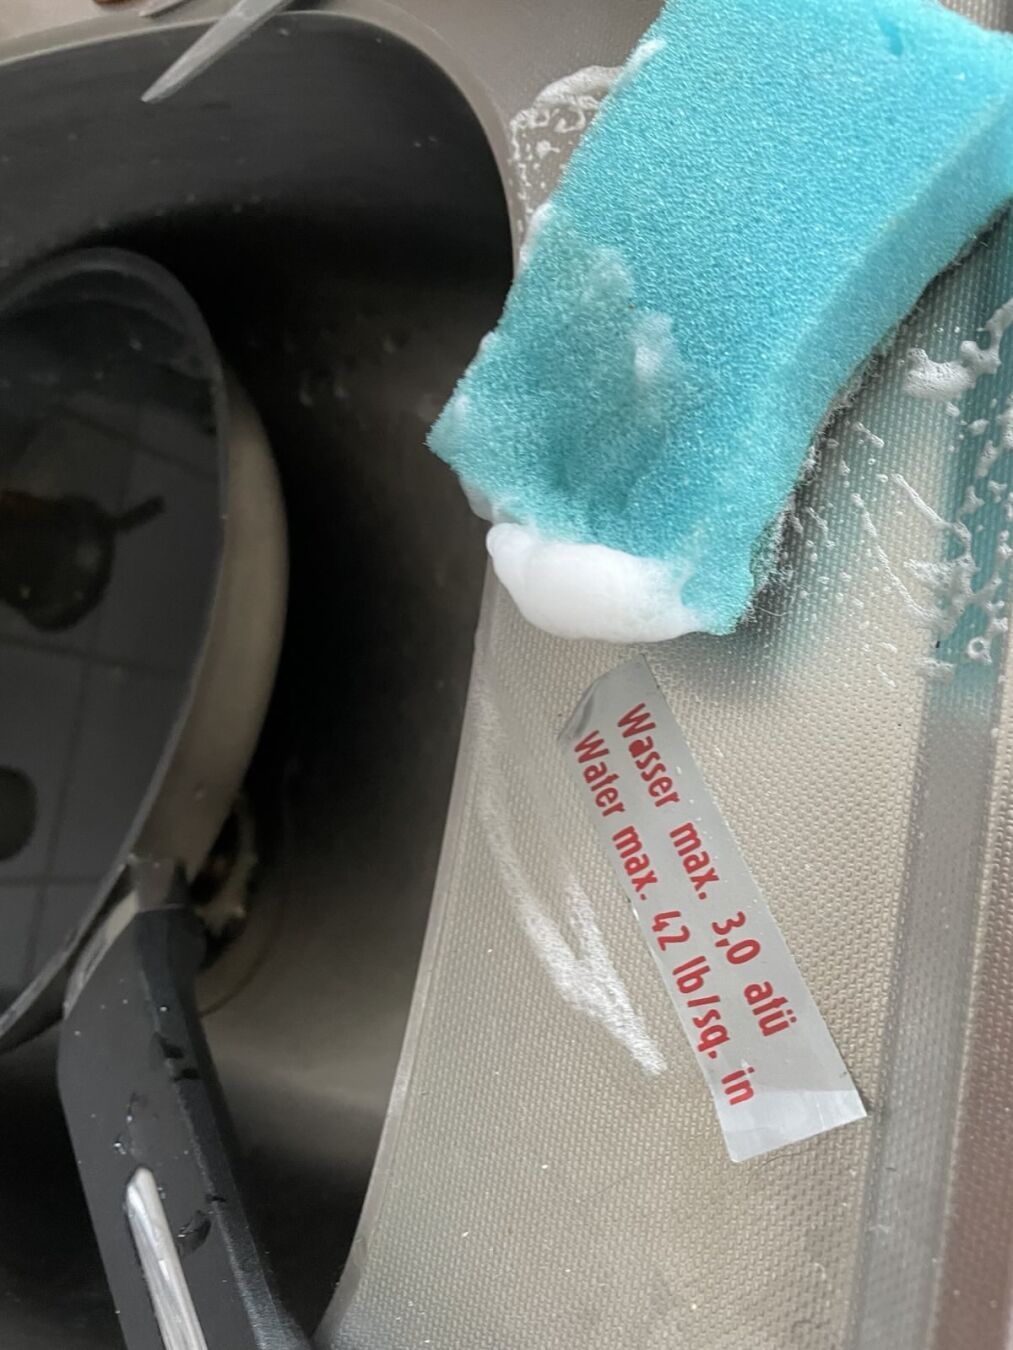 Wasser max. 3,0 atü
Water max. 42 lb/sq. in